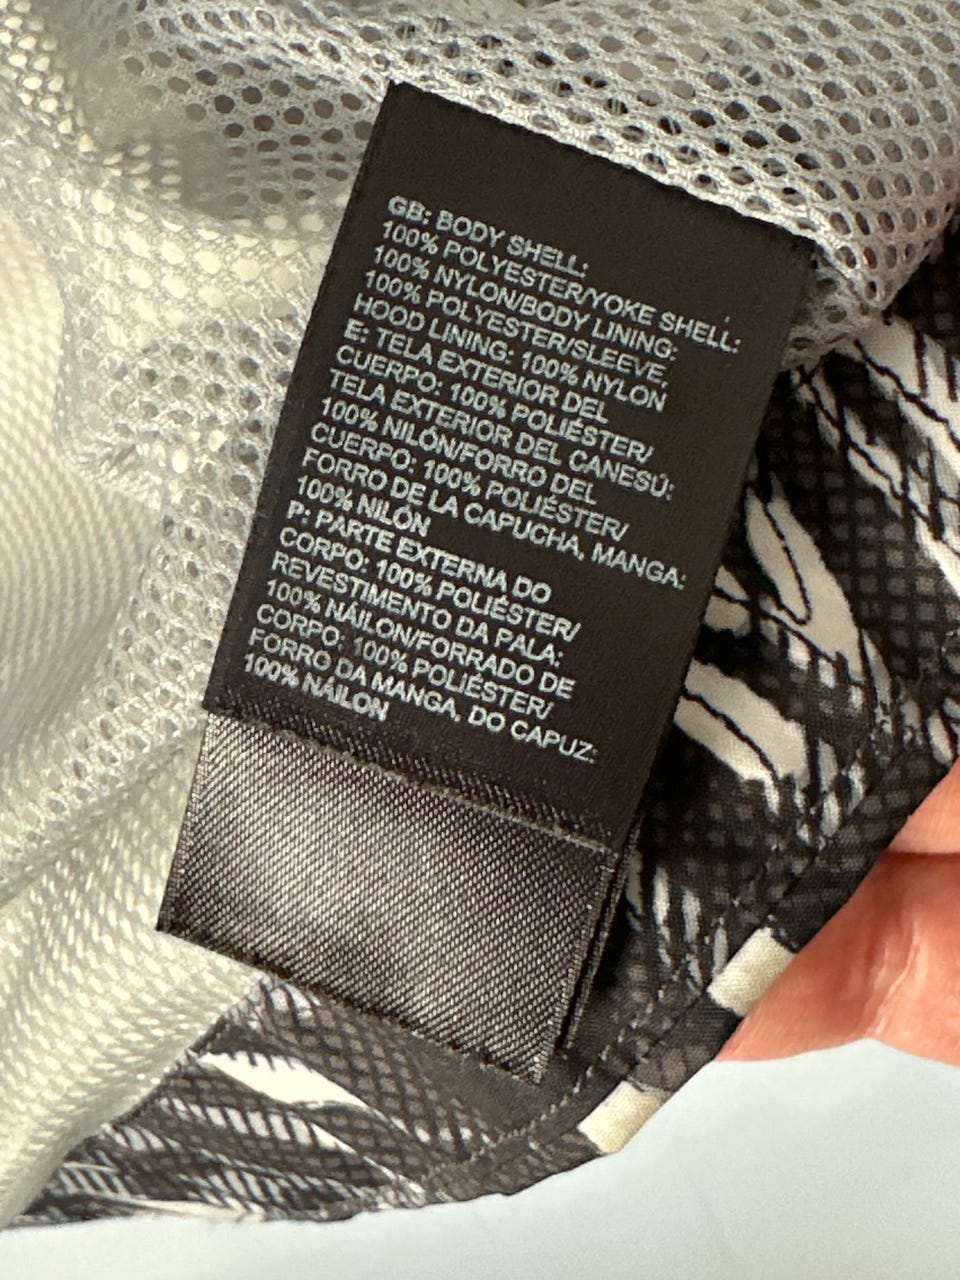 GB: BODY SHELL:
100% POLYESTER/YOKE SHELL:
100% NYLON/BODY LINING:
100% POLYESTER/SLEEVE,
HOOD LINING: 100% NYLON
E: TELA EXTERIOR DEL
CUERPO: 100% POLIÉSTER/
TELA EXTERIOR DEL CANESÚ:
100% NILÓN/FORRO DEL
CUERPO: 100% POLIÉSTER/
FORRO DE LA CAPUCHA, MANGA:
100% NILÓN
P: PARTE EXTERNA DO
CORPO: 100% POLIÉSTER/
REVESTIMENTO DA PALA:
100% NÁILON/FORRADO DE
CORPO: 100% POLIÉSTER/
FORRO DA MANGA, DO CAPUZ:
100% NÁILON